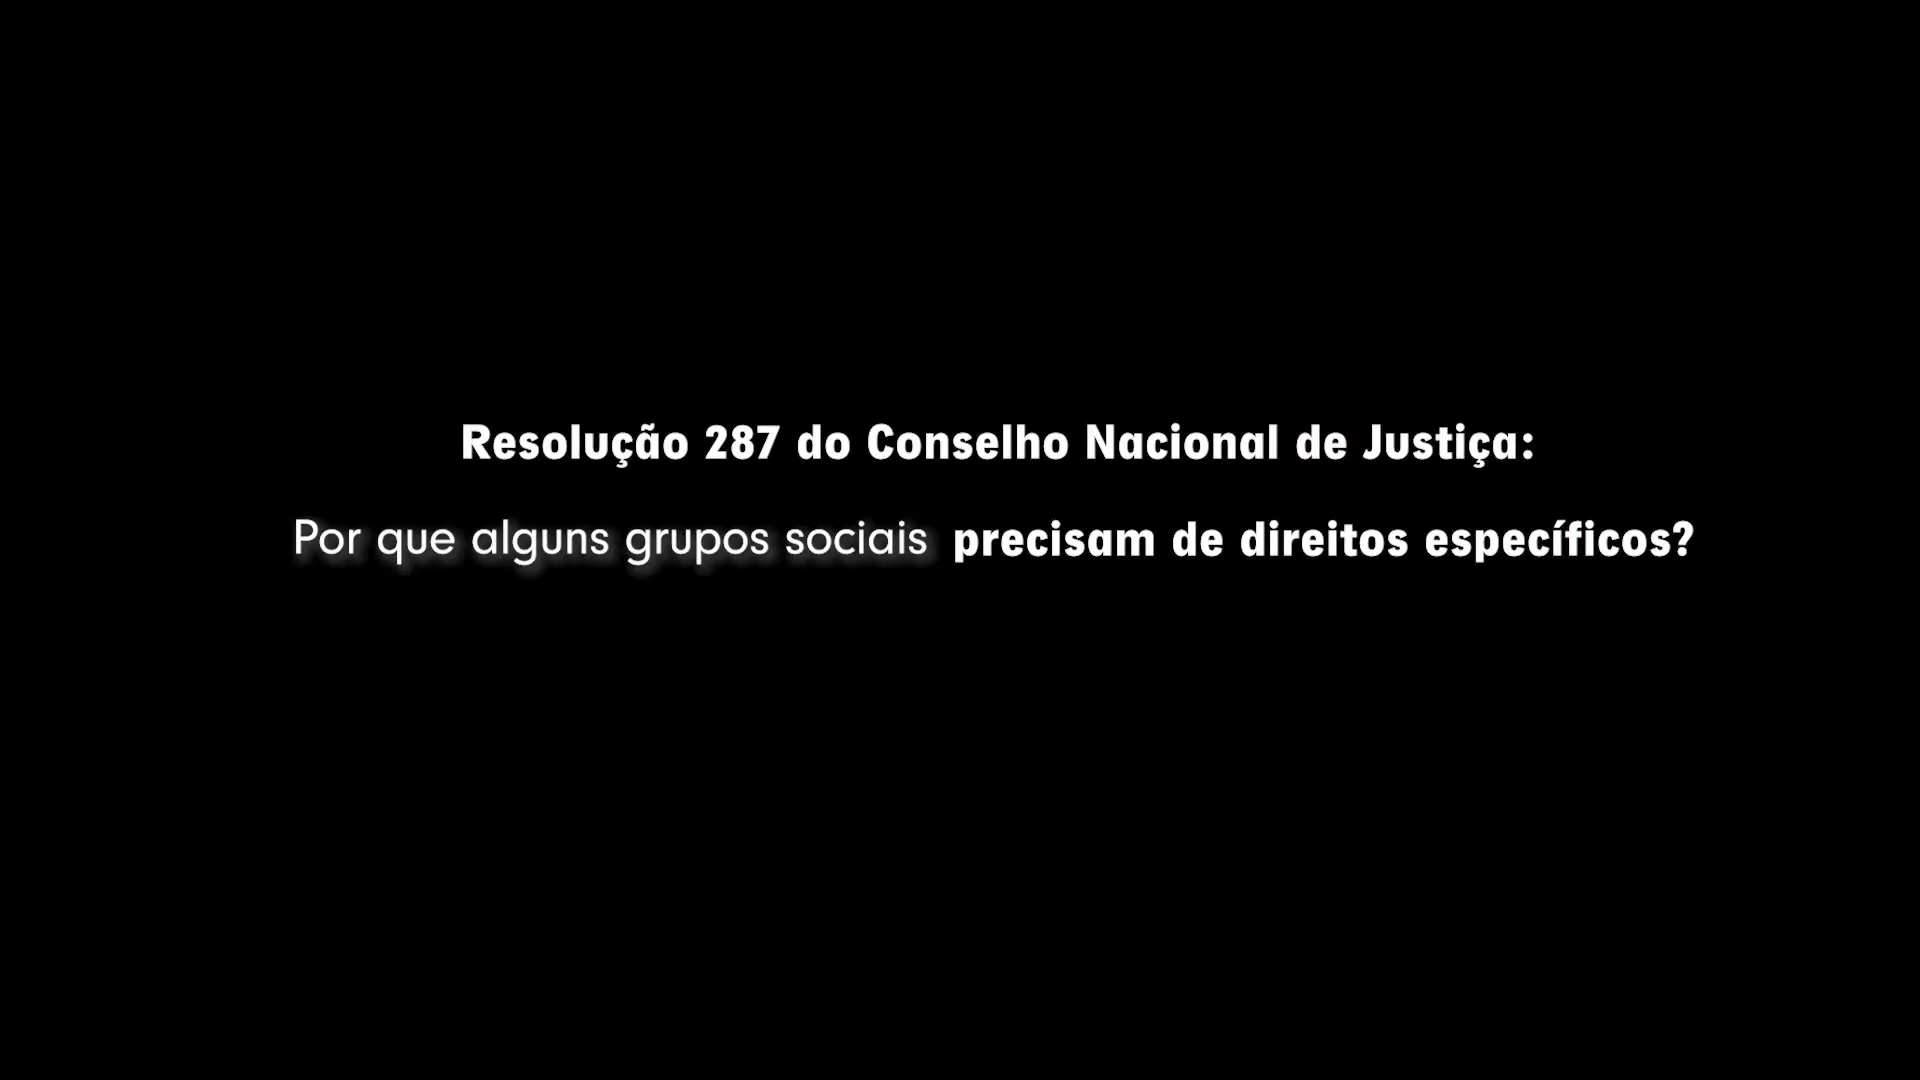 Resolução 287 do Conselho Nacional de Justiça:
Por que alguns grupos sociais precisam de direitos específicos?